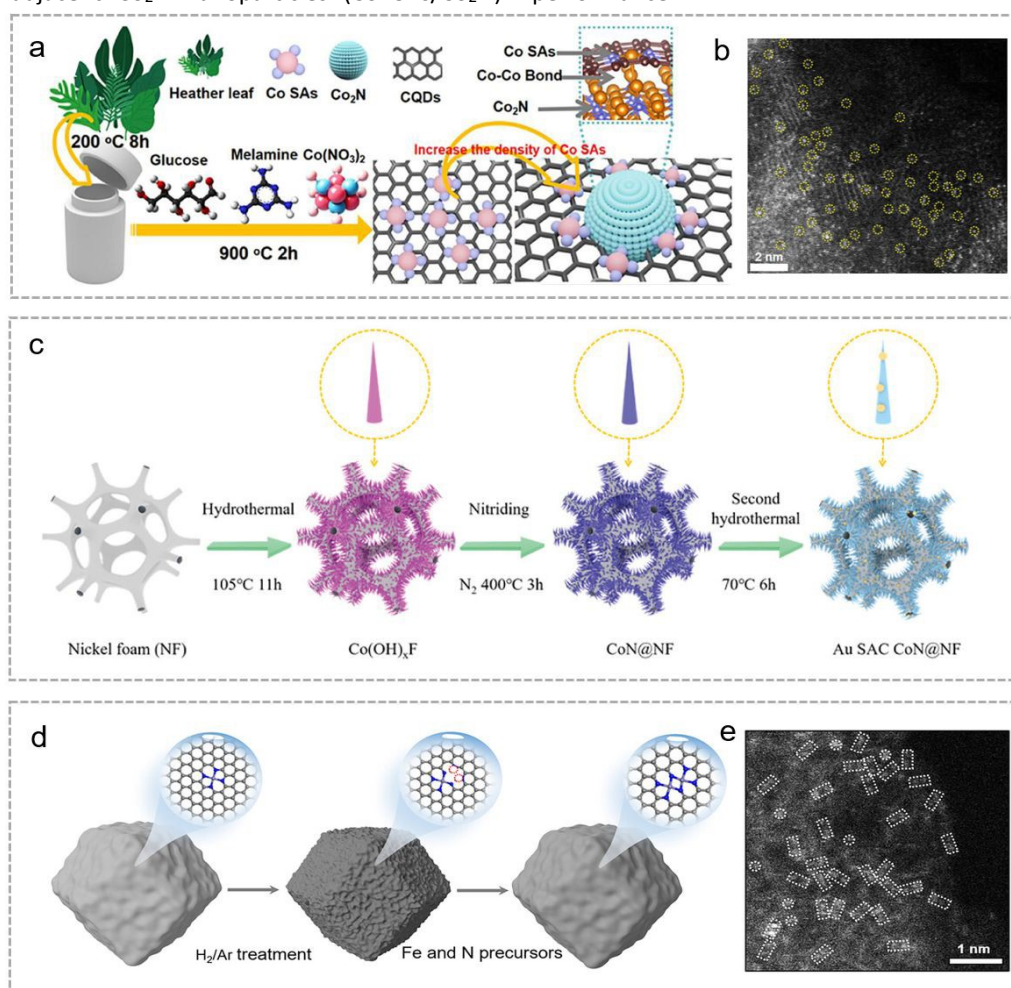 a
Heather leaf
Co SAs
Co₂N
CQDs
Co SAs
Co-Co Bond
Co₂N
200 °C 8h
Glucose
Melamine
Co(NO₃)₂
Increase the density of Co SAs
900 °C 2h
b
2 nm
c
Hydrothermal
105℃ 11h
Nitriding
N₂ 400℃ 3h
Second
hydrothermal
70℃ 6h
Nickel foam (NF)
Co(OH)ₓF
CoN@NF
Au SAC CoN@NF
d
H₂/Ar treatment
Fe and N precursors
e
1 nm